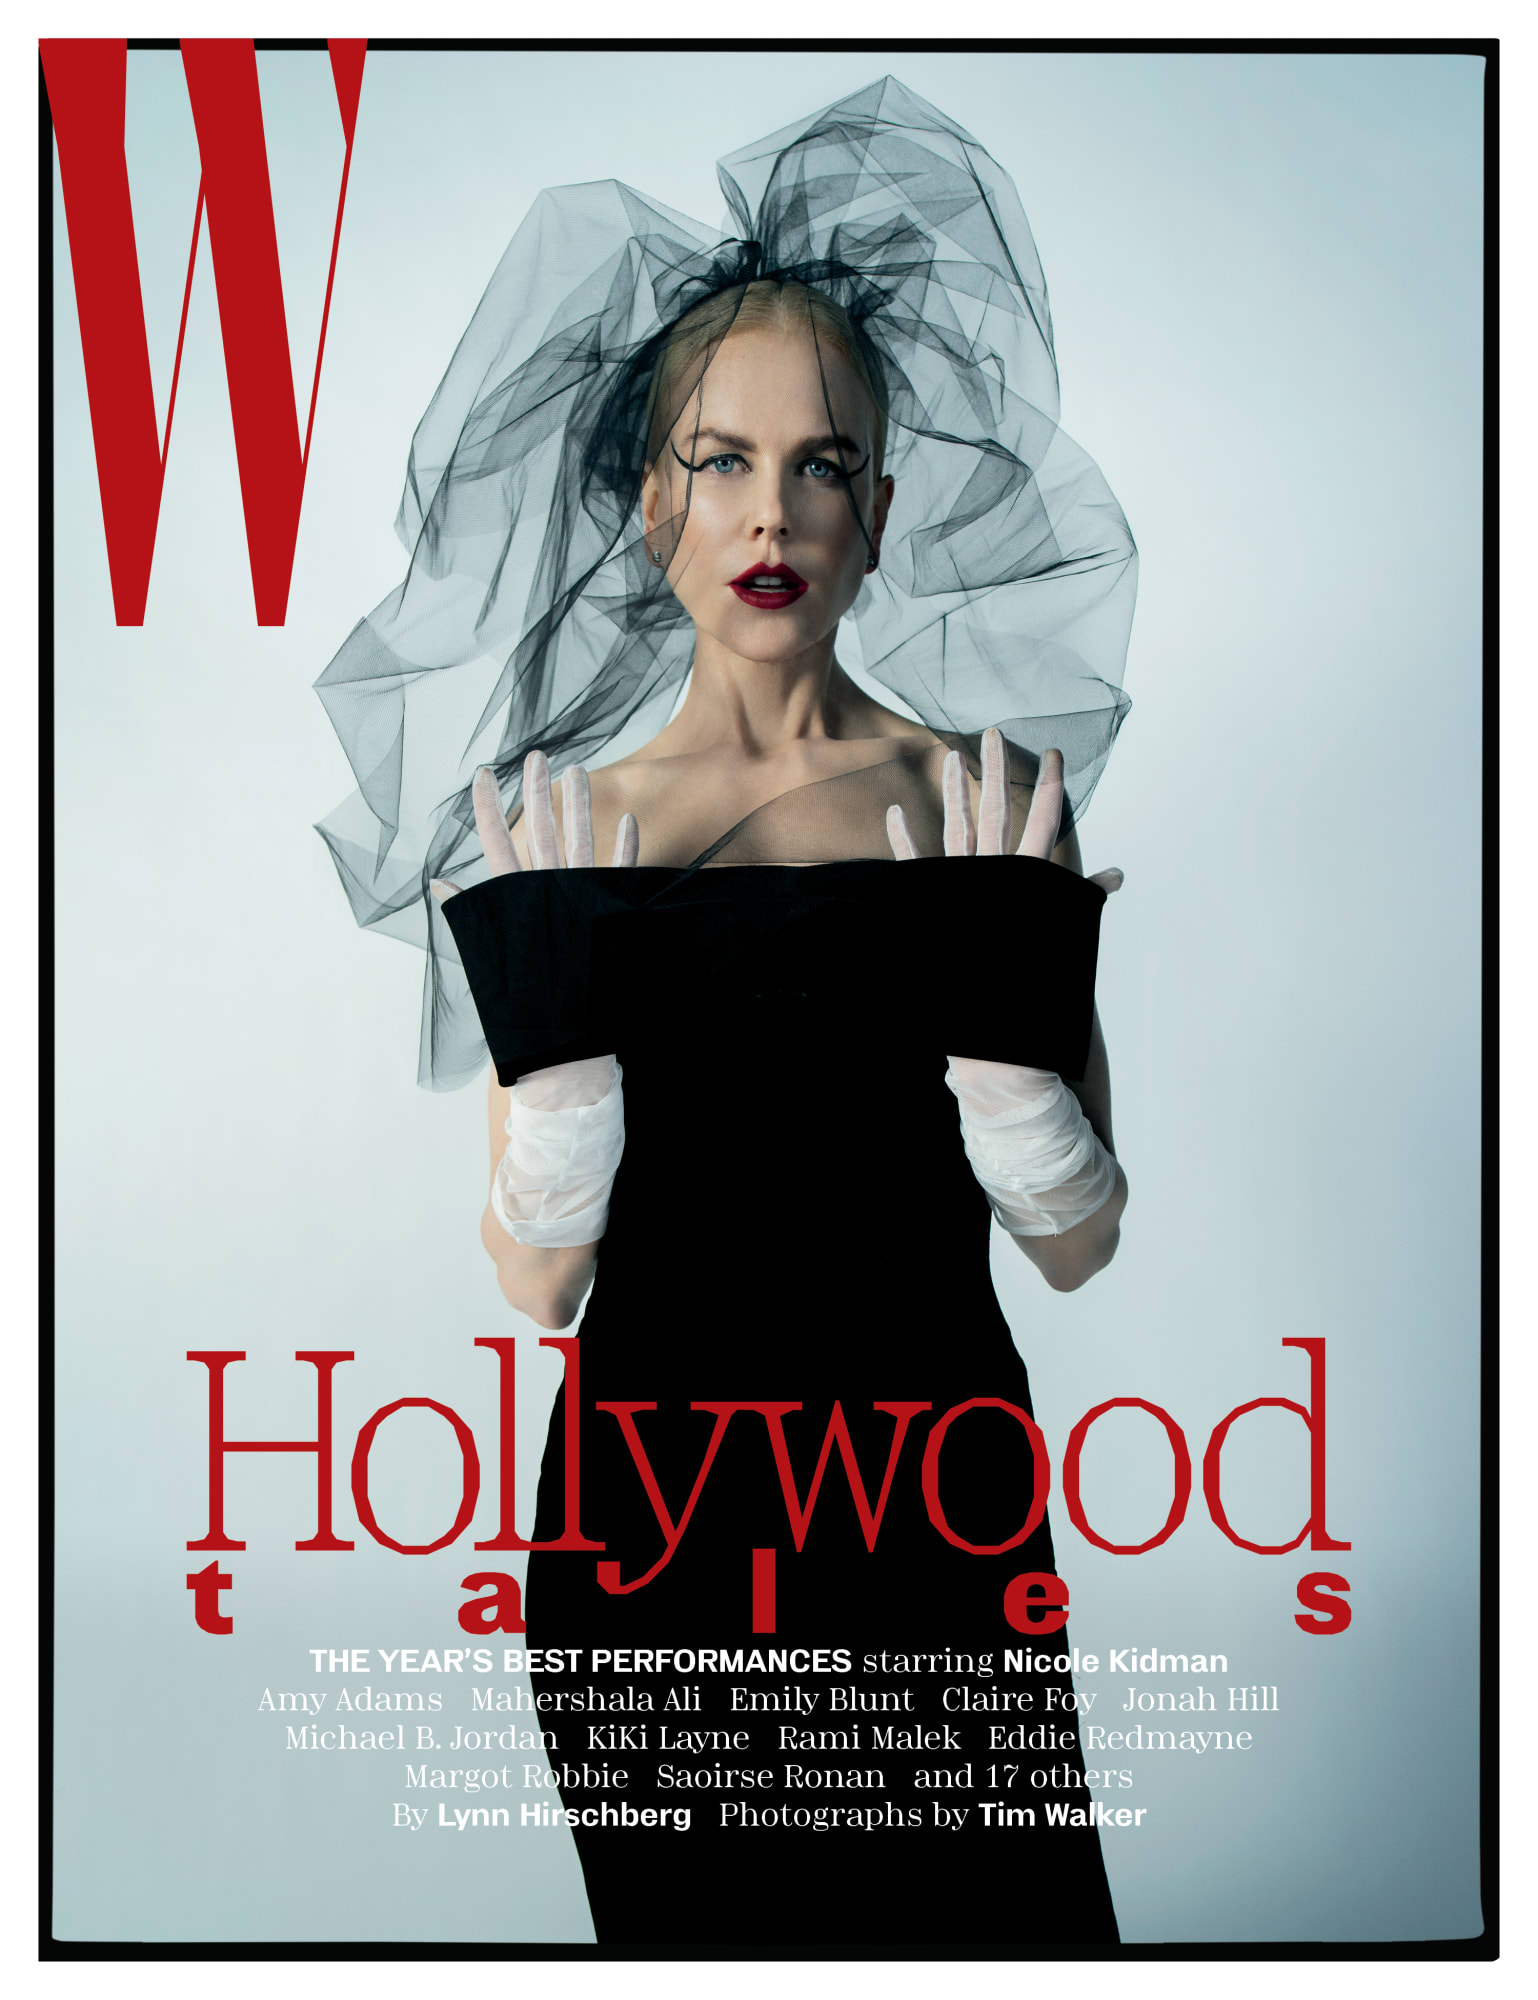 W
Hollywood
tales
THE YEAR'S BEST PERFORMANCES starring Nicole Kidman
Amy Adams Mahershala Ali Emily Blunt Claire Foy Jonah Hill
Michael B. Jordan KiKi Layne Rami Malek Eddie Redmayne
Margot Robbie Saoirse Ronan and 17 others
By Lynn Hirschberg Photographs by Tim Walker